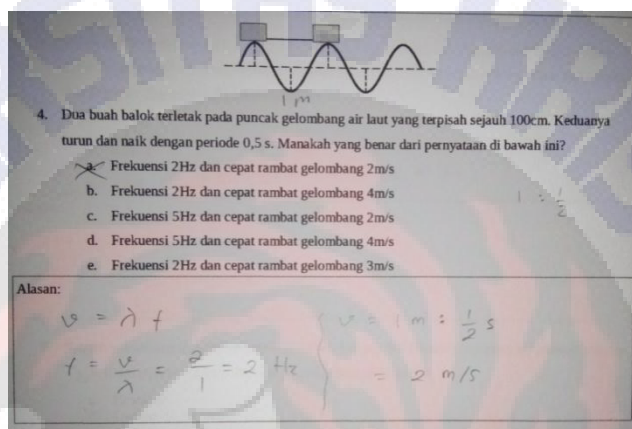 1 m
4. Dua buah balok terletak pada puncak gelombang air laut yang terpisah sejauh 100cm. Keduanya
turun dan naik dengan periode 0,5 s. Manakah yang benar dari pernyataan di bawah ini?
a. Frekuensi 2Hz dan cepat rambat gelombang 2m/s
b. Frekuensi 2Hz dan cepat rambat gelombang 4m/s
1 : 1/2
c. Frekuensi 5Hz dan cepat rambat gelombang 2m/s
d. Frekuensi 5Hz dan cepat rambat gelombang 4m/s
e. Frekuensi 2Hz dan cepat rambat gelombang 3m/s
Alasan:
v = λ f
f = v/λ = 2/1 = 2 Hz
v = 1 m : 1/2 s
= 2 m/s